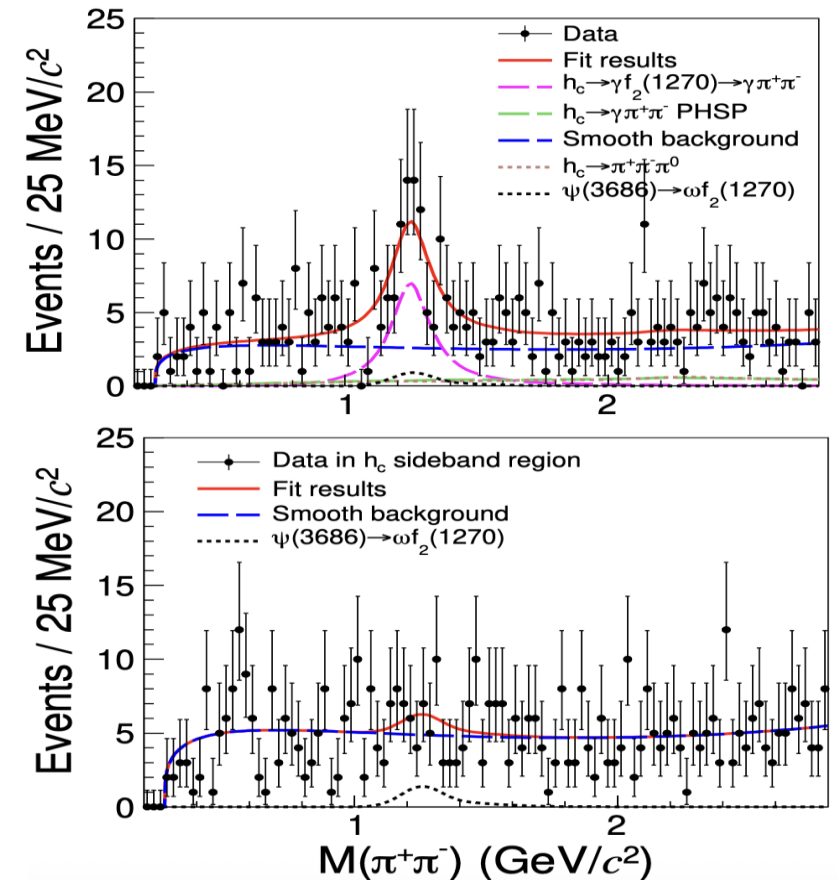 Events / 25 MeV/c²
25
20
15
10
5
0
1
2
Data
Fit results
h_c→γf_2(1270)→γπ⁺π⁻
h_c→γπ⁺π⁻ PHSP
Smooth background
h_c→π⁺π⁻π⁰
ψ(3686)→ωf_2(1270)
Events / 25 MeV/c²
25
20
15
10
5
0
1
2
Data in h_c sideband region
Fit results
Smooth background
ψ(3686)→ωf_2(1270)
M(π⁺π⁻) (GeV/c²)